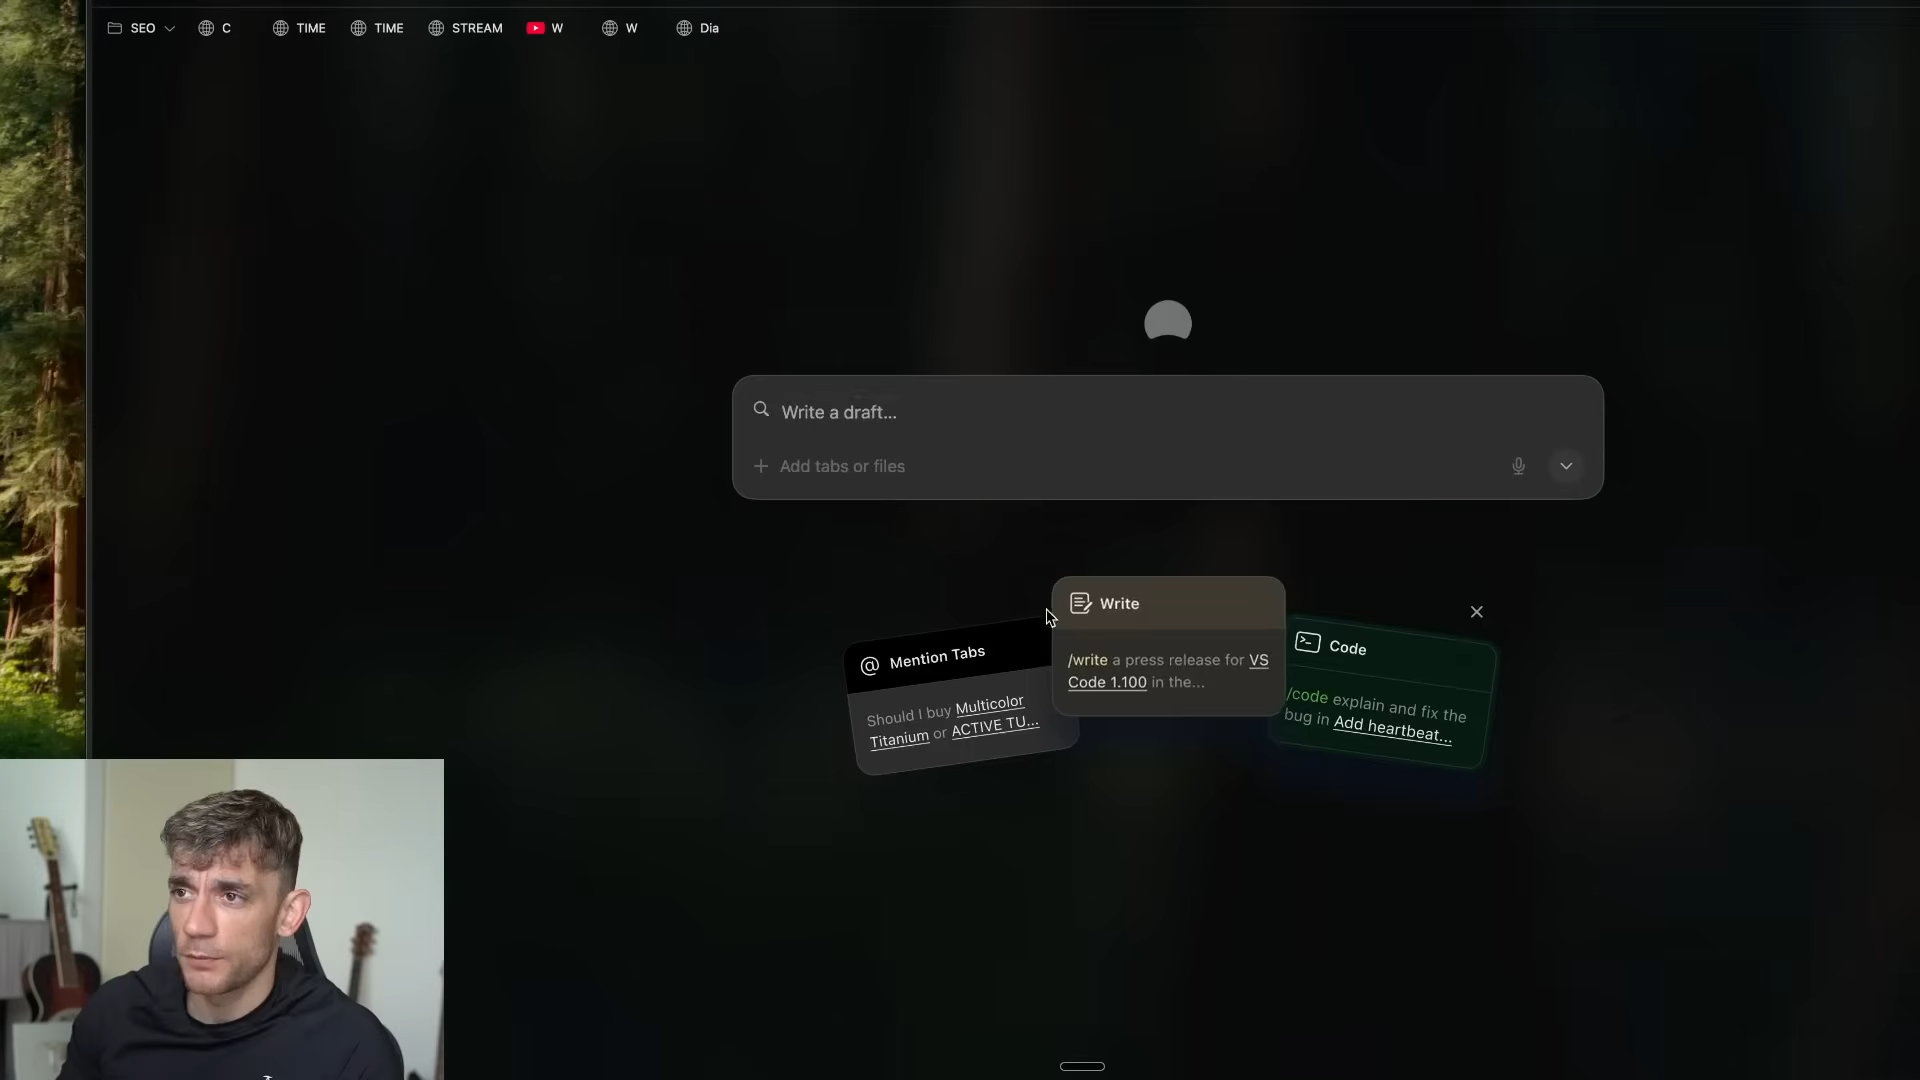 SEO C TIME TIME STREAM W W Dia
Write a draft...
Add tabs or files
@ Mention Tabs
Should I buy Multicolor
Titanium or ACTIVE TU...
Write
/write a press release for VS
Code 1.100 in the...
Code
/code explain and fix the
bug in Add heartbeat...